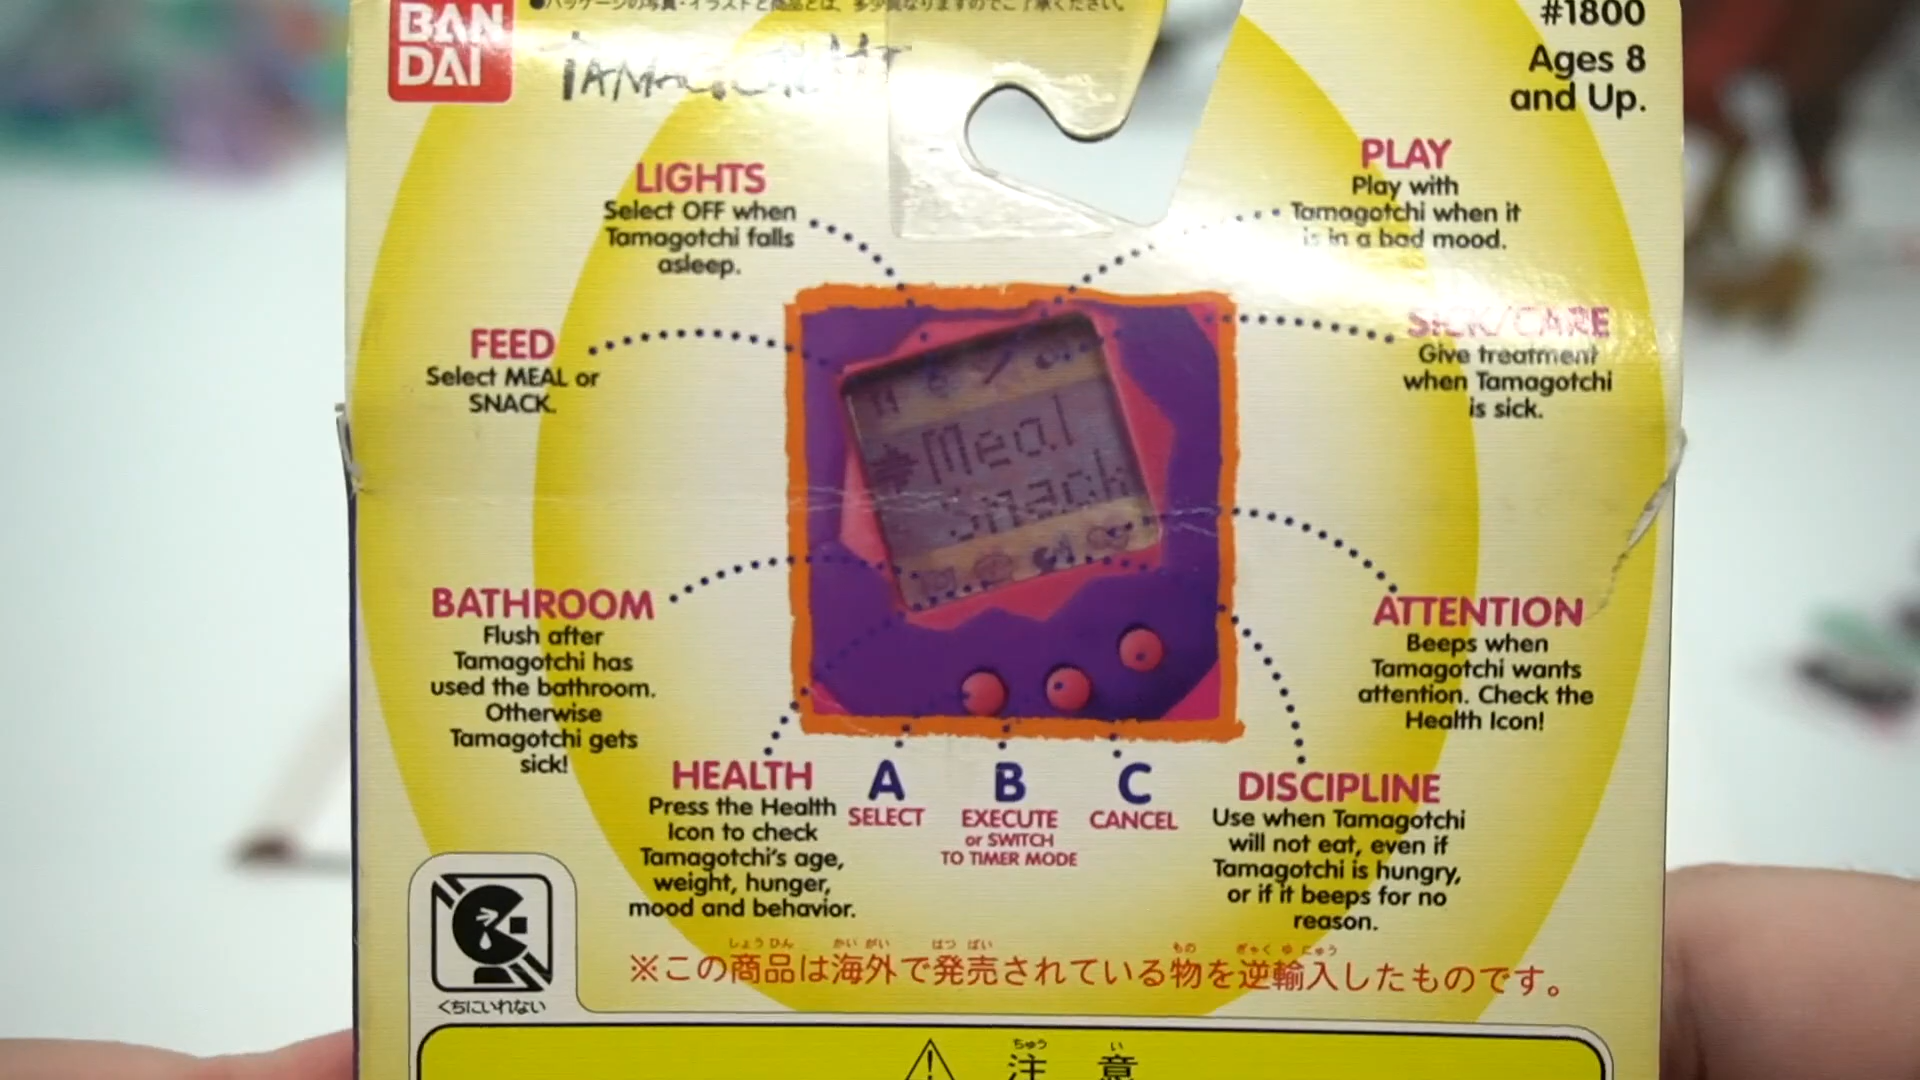 BAN
DAI
●パッケージの写真・イラストと商品とは、多少異なりますのでご了承ください。
#1800
Ages 8
and Up.
LIGHTS
Select OFF when
Tamagotchi falls
asleep.
PLAY
Play with
Tamagotchi when it
is in a bad mood.
FEED
Select MEAL or
SNACK.
SICK/CARE
Give treatment
when Tamagotchi
is sick.
Meal
Snack
BATHROOM
Flush after
Tamagotchi has
used the bathroom.
Otherwise
Tamagotchi gets
sick!
ATTENTION
Beeps when
Tamagotchi wants
attention. Check the
Health Icon!
HEALTH
Press the Health
Icon to check
Tamagotchi's age,
weight, hunger,
mood and behavior.
A
SELECT
B
EXECUTE
or SWITCH
TO TIMER MODE
C
CANCEL
DISCIPLINE
Use when Tamagotchi
will not eat, even if
Tamagotchi is hungry,
or if it beeps for no
reason.
しょうひん かいがい はつばい もの ぎゃくゆにゅう
※この商品は海外で発売されている物を逆輸入したものです。
くちにいれない
ちゅう い
注意